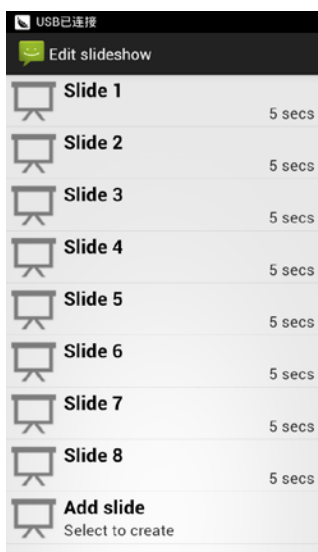 USB已连接
Edit slideshow
Slide 1
5 secs
Slide 2
5 secs
Slide 3
5 secs
Slide 4
5 secs
Slide 5
5 secs
Slide 6
5 secs
Slide 7
5 secs
Slide 8
5 secs
Add slide
Select to create